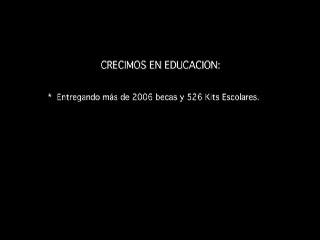 CRECIMOS EN EDUCACION:
* Entregando más de 2006 becas y 526 Kits Escolares.